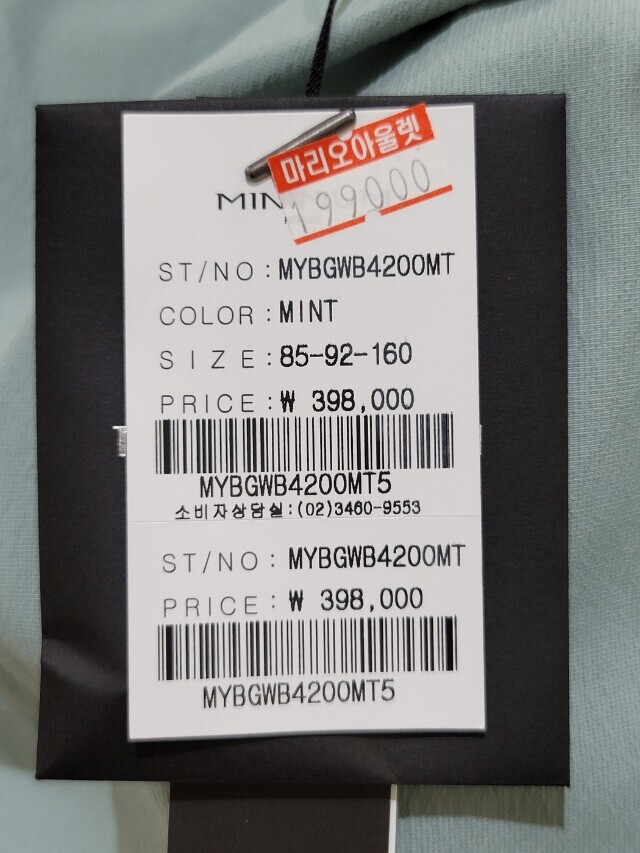 마리오아울렛
199000
ST/NO : MYBGWB4200MT
COLOR : MINT
SIZE : 85-92-160
PRICE : ₩ 398,000
MYBGWB4200MT5
소비자상담실:(02)3460-9553
ST/NO : MYBGWB4200MT
PRICE : ₩ 398,000
MYBGWB4200MT5